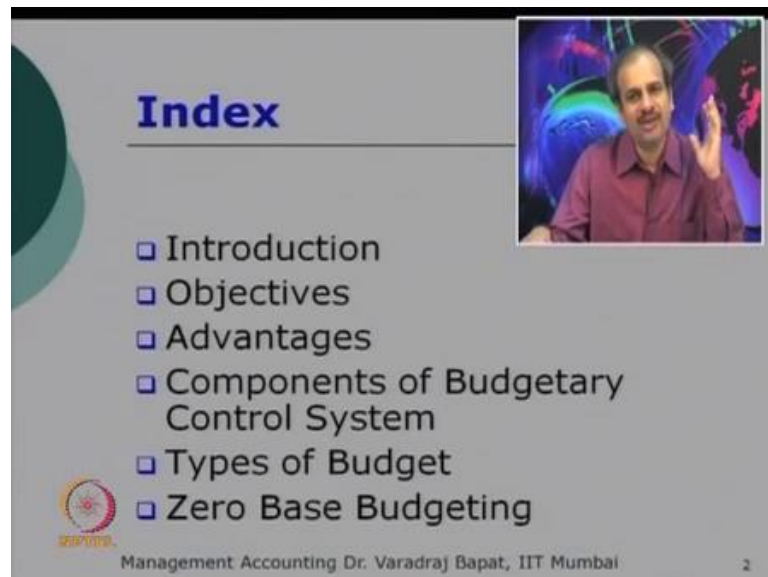 Index
Introduction
Objectives
Advantages
Components of Budgetary
Control System
Types of Budget
Zero Base Budgeting
Management Accounting Dr. Varadraj Bapat, IIT Mumbai 2